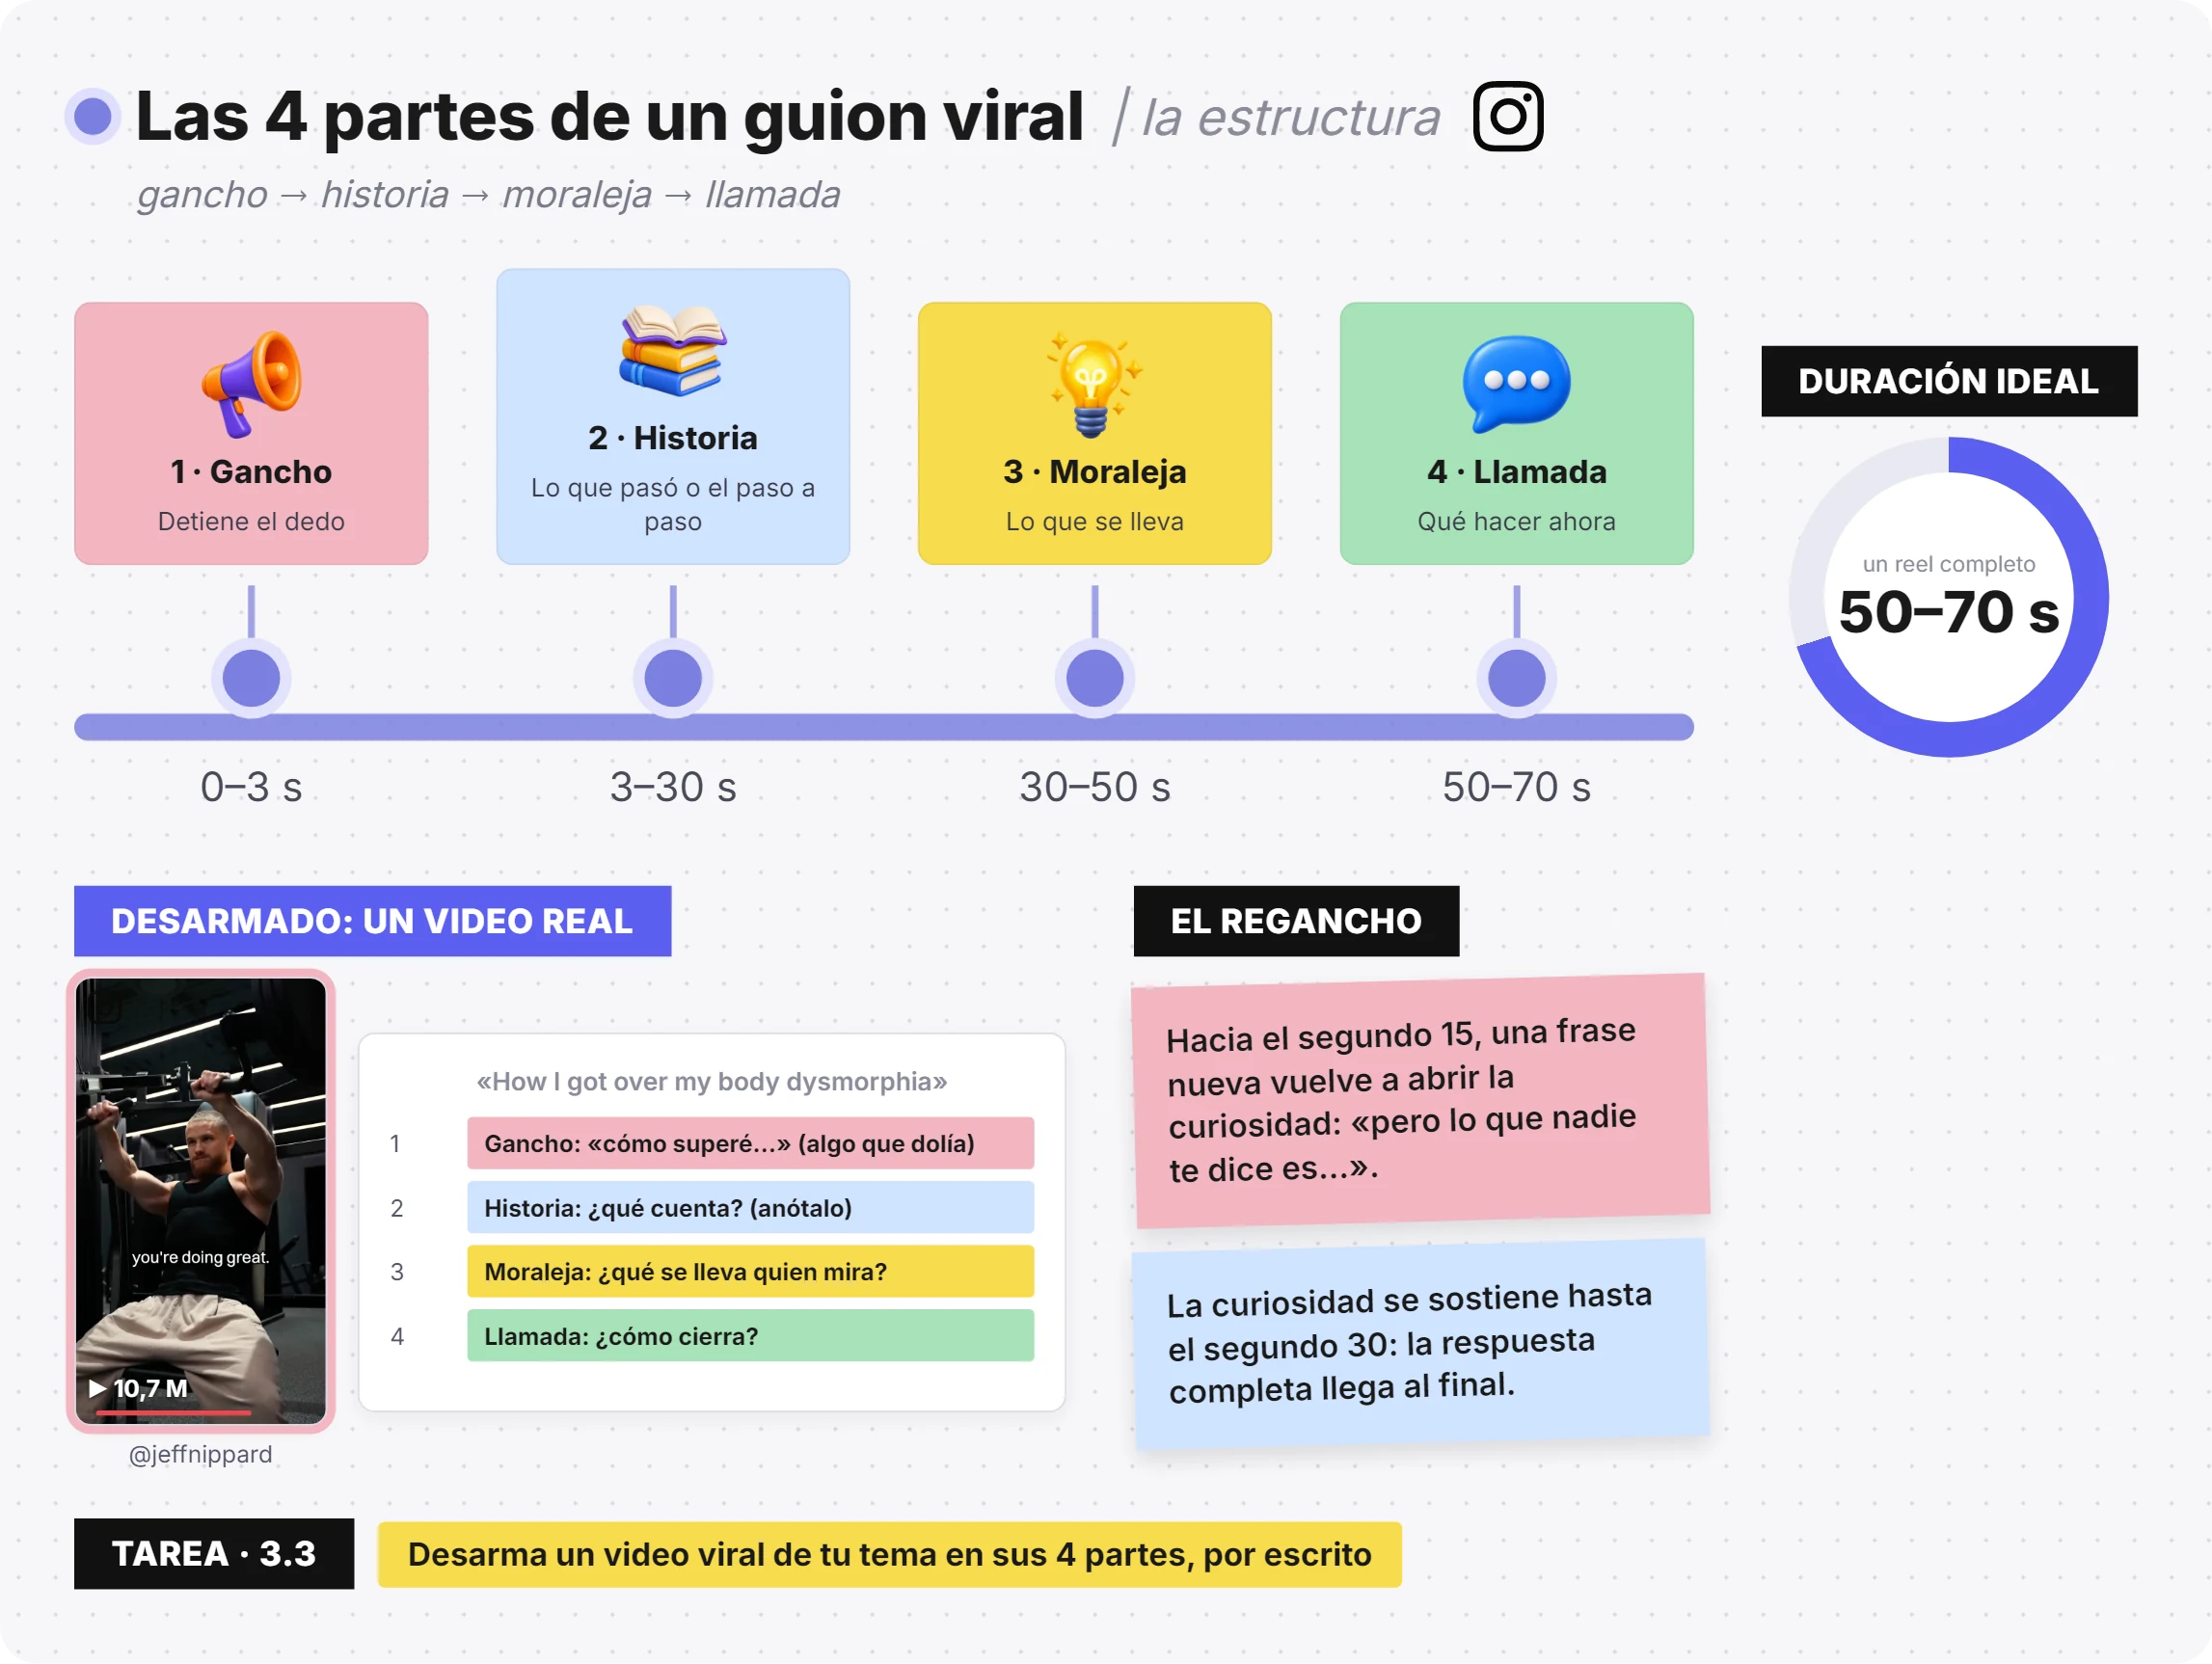 Las 4 partes de un guion viral | la estructura
gancho → historia → moraleja → llamada
1 · Gancho
Detiene el dedo
2 · Historia
Lo que pasó o el paso a
paso
3 · Moraleja
Lo que se lleva
4 · Llamada
Qué hacer ahora
DURACIÓN IDEAL
un reel completo
50–70 s
0–3 s
3–30 s
30–50 s
50–70 s
DESARMADO: UN VIDEO REAL
you're doing great.
10,7 M
@jeffnippard
«How I got over my body dysmorphia»
1 Gancho: «cómo superé…» (algo que dolía)
2 Historia: ¿qué cuenta? (anótalo)
3 Moraleja: ¿qué se lleva quien mira?
4 Llamada: ¿cómo cierra?
EL REGANCHO
Hacia el segundo 15, una frase
nueva vuelve a abrir la
curiosidad: «pero lo que nadie
te dice es…».
La curiosidad se sostiene hasta
el segundo 30: la respuesta
completa llega al final.
TAREA · 3.3
Desarma un video viral de tu tema en sus 4 partes, por escrito